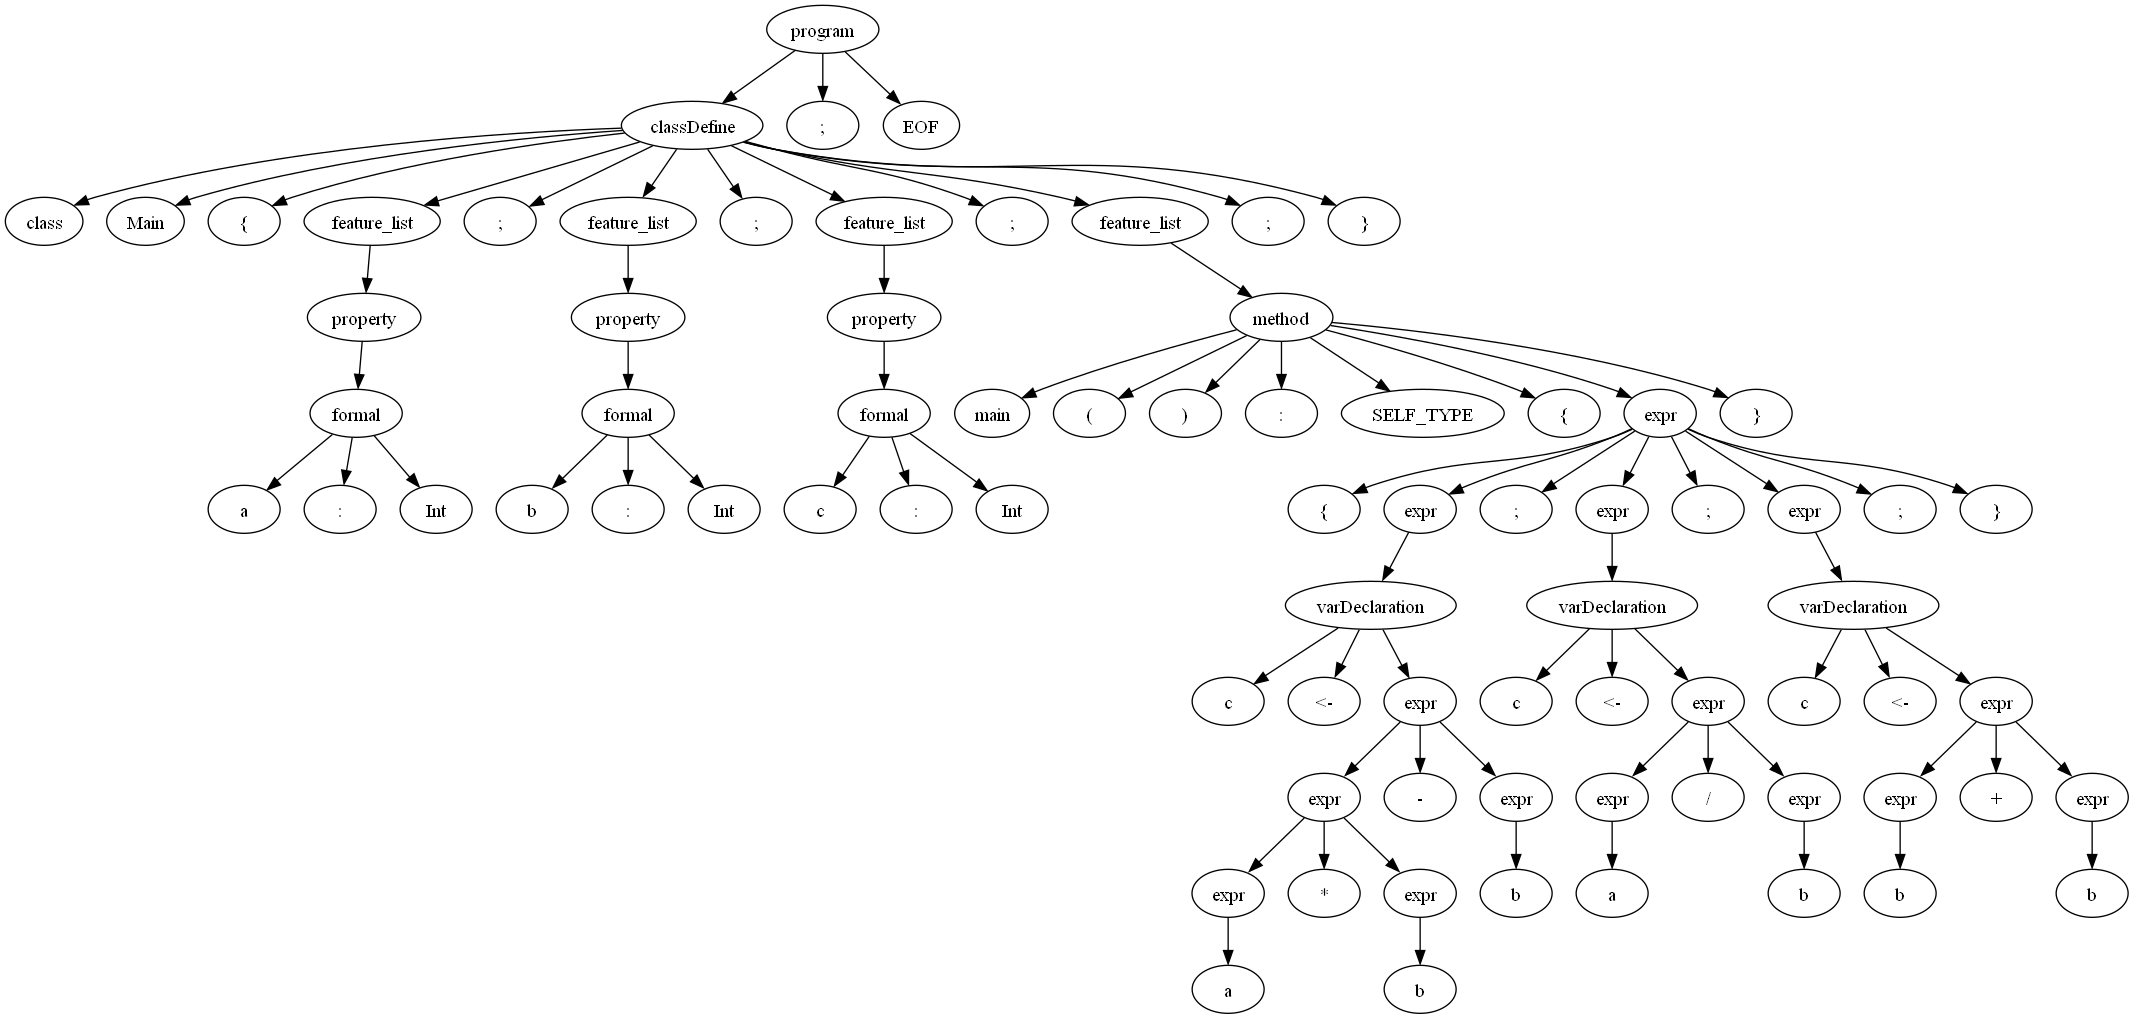 program
classDefine ; EOF
class Main { feature_list ; feature_list ; feature_list ; feature_list ; }
property property property method
formal formal formal main ( ) : SELF_TYPE { expr }
a : Int b : Int c : Int { expr ; expr ; expr ; }
varDeclaration varDeclaration varDeclaration
c <- expr c <- expr c <- expr
expr - expr expr / expr expr + expr
expr * expr b a b b b
a b